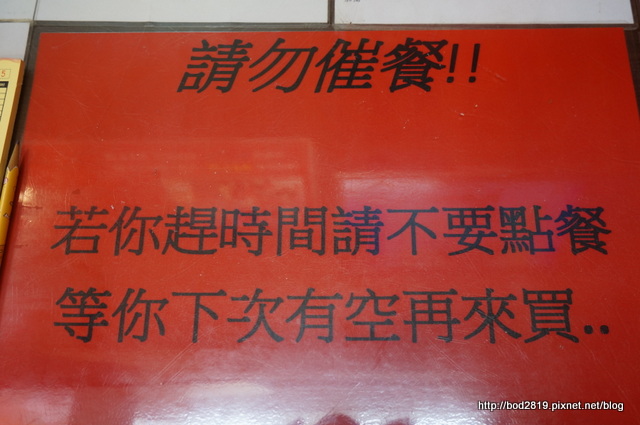 請勿催餐!!
若你趕時間請不要點餐
等你下次有空再來買..
http://bod2819.pixnet.net/blog